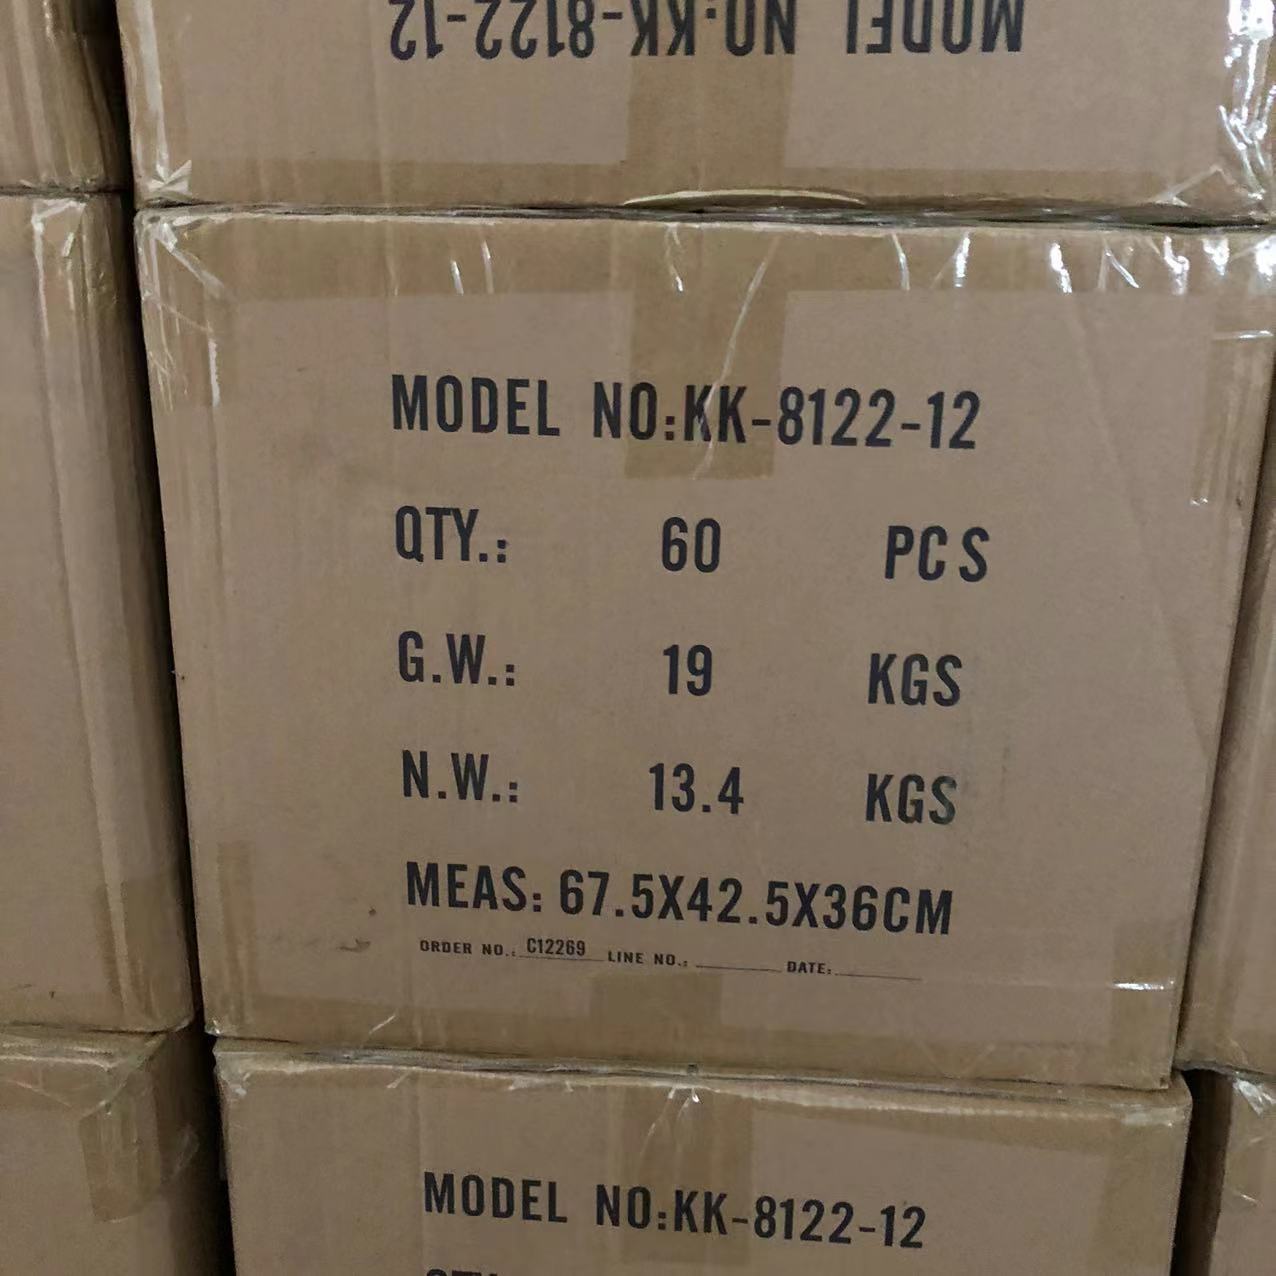 MODEL NO:KK-8122-12
MODEL NO:KK-8122-12
QTY.: 60 PCS
G.W.: 19 KGS
N.W.: 13.4 KGS
MEAS: 67.5X42.5X36CM
ORDER NO.: C12269 LINE NO.: DATE:
MODEL NO:KK-8122-12